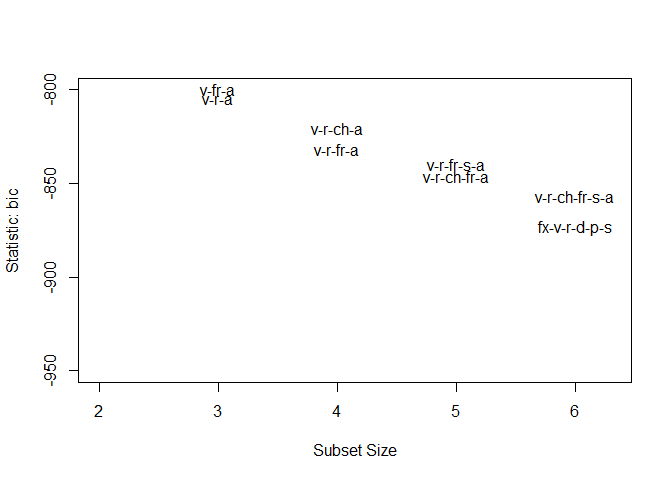 -800
v-fr-a
v-r-a
v-r-ch-a
v-r-fr-a
-850
v-r-fr-s-a
v-r-ch-fr-a
v-r-ch-fr-s-a
fx-v-r-d-p-s
-900
-950
Statistic: bic
2 3 4 5 6
Subset Size